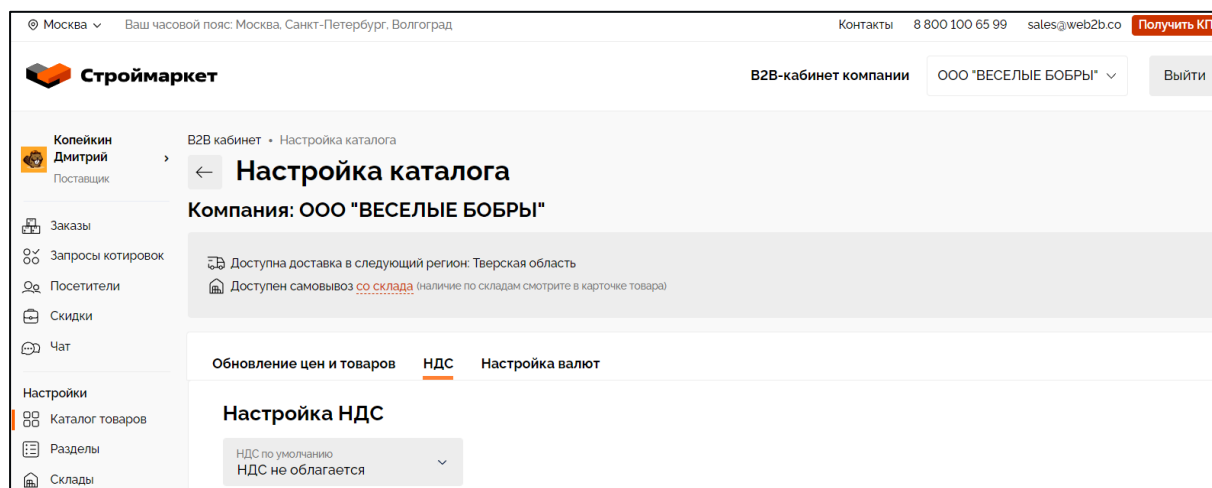 Москва Ваш часовой пояс: Москва, Санкт-Петербург, Волгоград Контакты 8 800 100 65 99 sales@web2b.co Получить КП
Строймаркет B2B-кабинет компании ООО "ВЕСЕЛЫЕ БОБРЫ" Выйти
Копейкин
Дмитрий
Поставщик
Заказы
Запросы котировок
Посетители
Скидки
Чат
Настройки
Каталог товаров
Разделы
Склады
B2B кабинет • Настройка каталога
← Настройка каталога
Компания: ООО "ВЕСЕЛЫЕ БОБРЫ"
Доступна доставка в следующий регион: Тверская область
Доступен самовывоз со склада (наличие по складам смотрите в карточке товара)
Обновление цен и товаров НДС Настройка валют
Настройка НДС
НДС по умолчанию
НДС не облагается